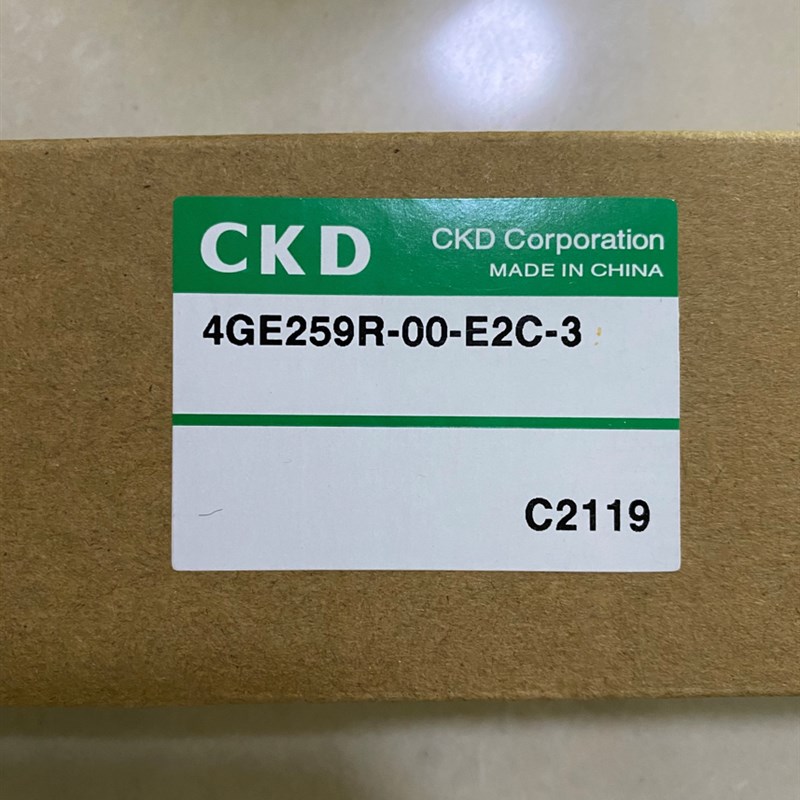 CKD
CKD Corporation
MADE IN CHINA
4GE259R-00-E2C-3
C2119